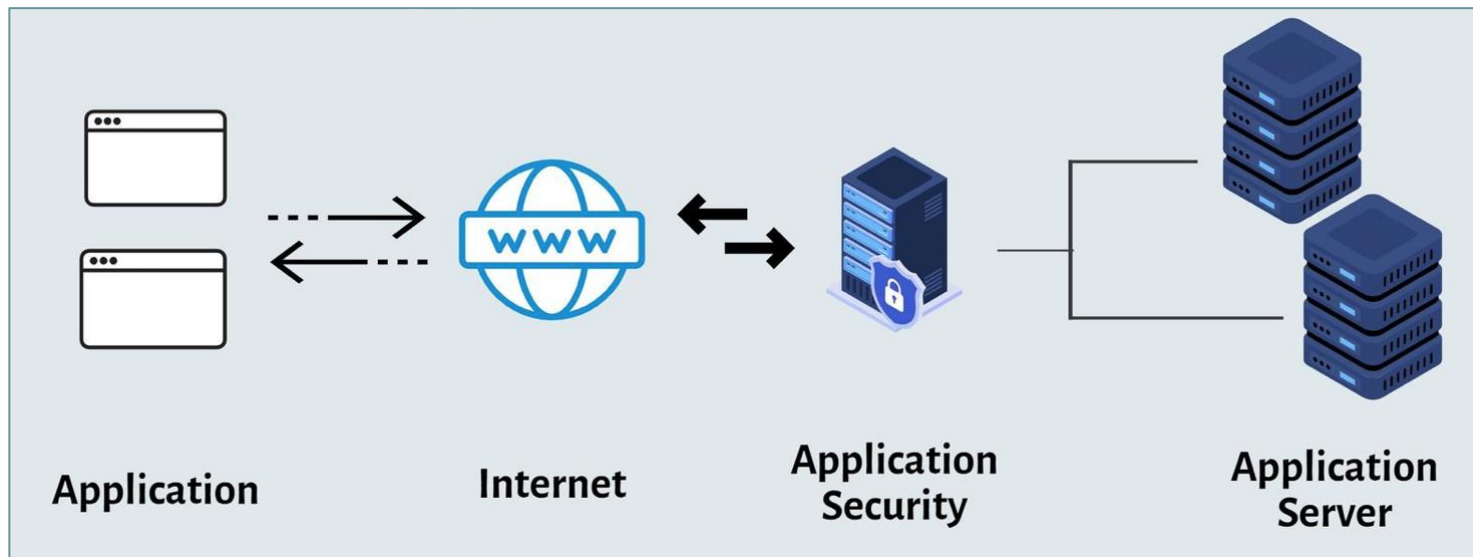 WWW
Application
Internet
Application
Security
Application
Server